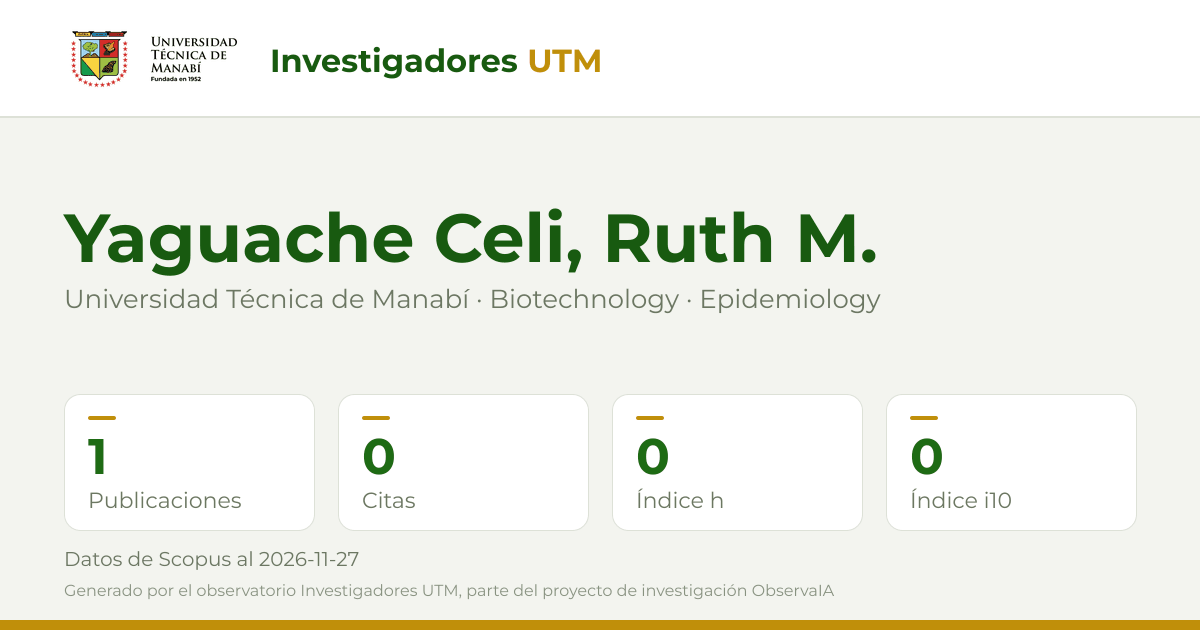 UNIVERSIDAD
TÉCNICA DE
MANABÍ
Fundada en 1952
Investigadores UTM
Yaguache Celi, Ruth M.
Universidad Técnica de Manabí · Biotechnology · Epidemiology
1
Publicaciones
0
Citas
0
Índice h
0
Índice i10
Datos de Scopus al 2026-11-27
Generado por el observatorio Investigadores UTM, parte del proyecto de investigación ObservaIA